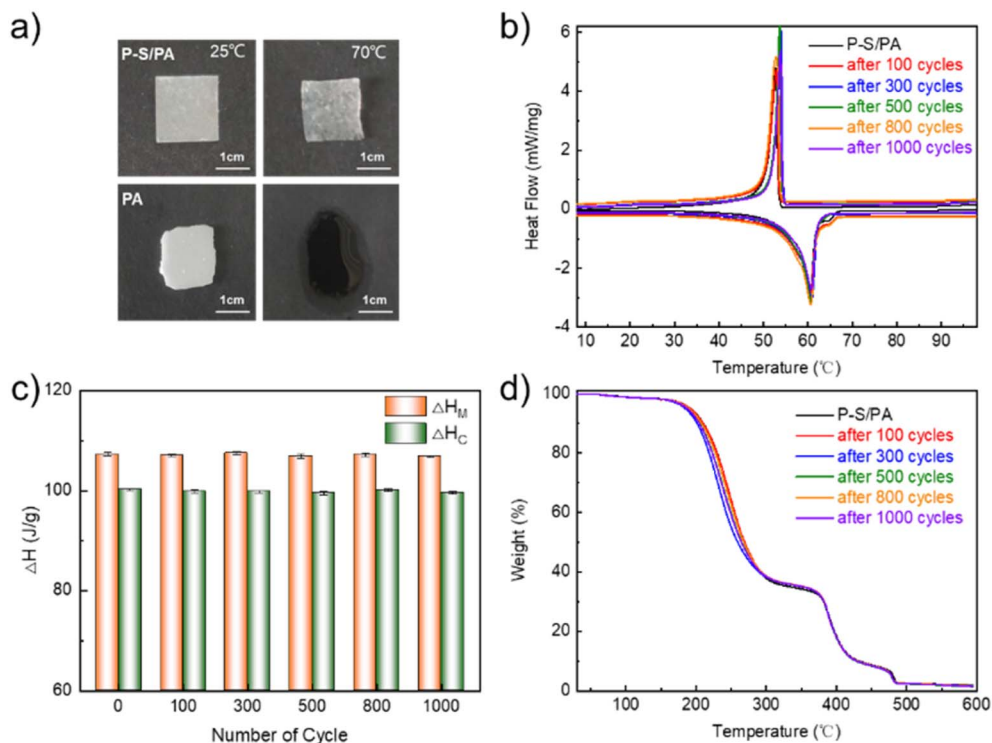 a)
P-S/PA 25℃
70℃
1cm
1cm
PA
1cm
1cm
b)
6
4
2
0
-2
-4
Heat Flow (mW/mg)
P-S/PA
after 100 cycles
after 300 cycles
after 500 cycles
after 800 cycles
after 1000 cycles
10 20 30 40 50 60 70 80 90
Temperature (℃)
c)
120
100
80
60
△H (J/g)
△HM
△HC
0 100 300 500 800 1000
Number of Cycle
d)
100
80
60
40
20
0
Weight (%)
P-S/PA
after 100 cycles
after 300 cycles
after 500 cycles
after 800 cycles
after 1000 cycles
100 200 300 400 500 600
Temperature (℃)